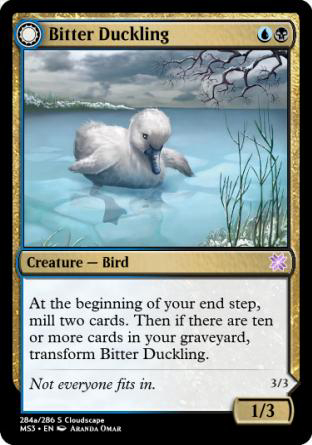 Bitter Duckling
Creature — Bird
At the beginning of your end step,
mill two cards. Then if there are ten
or more cards in your graveyard,
transform Bitter Duckling.
Not everyone fits in.
3/3
1/3
284a/286 S Cloudscape
MS3 • EN Aranda Omar